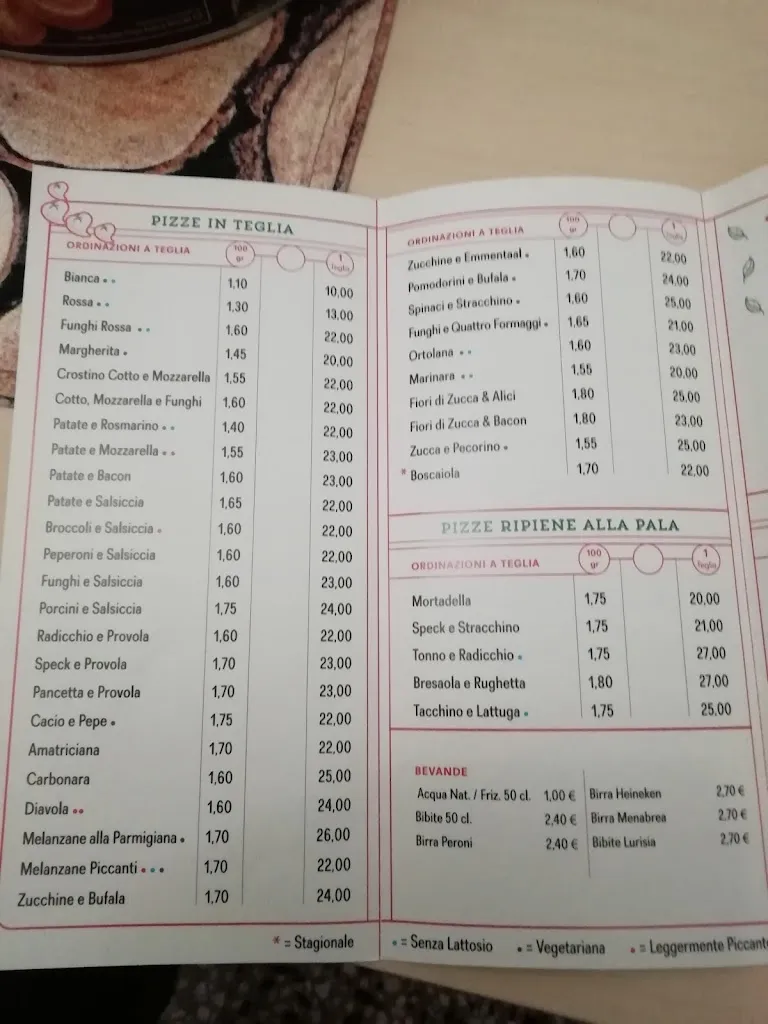 PIZZE IN TEGLIA
ORDINAZIONI A TEGLIA 100 gr 1 Teglia
Bianca 1,10 10,00
Rossa 1,30 13,00
Funghi Rossa 1,60 22,00
Margherita 1,45 20,00
Crostino Cotto e Mozzarella 1,55 22,00
Cotto, Mozzarella e Funghi 1,60 22,00
Patate e Rosmarino 1,40 22,00
Patate e Mozzarella 1,55 23,00
Patate e Bacon 1,60 23,00
Patate e Salsiccia 1,65 22,00
Broccoli e Salsiccia 1,60 22,00
Peperoni e Salsiccia 1,60 22,00
Funghi e Salsiccia 1,60 23,00
Porcini e Salsiccia 1,75 24,00
Radicchio e Provola 1,60 22,00
Speck e Provola 1,70 23,00
Pancetta e Provola 1,70 23,00
Cacio e Pepe 1,75 22,00
Amatriciana 1,70 22,00
Carbonara 1,60 25,00
Diavola 1,60 24,00
Melanzane alla Parmigiana 1,70 26,00
Melanzane Piccanti 1,70 22,00
Zucchine e Bufala 1,70 24,00
* = Stagionale
ORDINAZIONI A TEGLIA 100 gr 1 Teglia
Zucchine e Emmentaal 1,60 22,00
Pomodorini e Bufala 1,70 24,00
Spinaci e Stracchino 1,60 25,00
Funghi e Quattro Formaggi 1,65 21,00
Ortolana 1,60 23,00
Marinara 1,55 20,00
Fiori di Zucca & Alici 1,80 25,00
Fiori di Zucca & Bacon 1,80 23,00
Zucca e Pecorino 1,55 25,00
* Boscaiola 1,70 22,00
PIZZE RIPIENE ALLA PALA
ORDINAZIONI A TEGLIA 100 gr 1 Teglia
Mortadella 1,75 20,00
Speck e Stracchino 1,75 21,00
Tonno e Radicchio 1,75 27,00
Bresaola e Rughetta 1,80 27,00
Tacchino e Lattuga 1,75 25,00
BEVANDE
Acqua Nat. / Friz. 50 cl. 1,00 € Birra Heineken 2,70 €
Bibite 50 cl. 2,40 € Birra Menabrea 2,70 €
Birra Peroni 2,40 € Bibite Lurisia 2,70 €
• = Senza Lattosio • = Vegetariana • = Leggermente Piccante